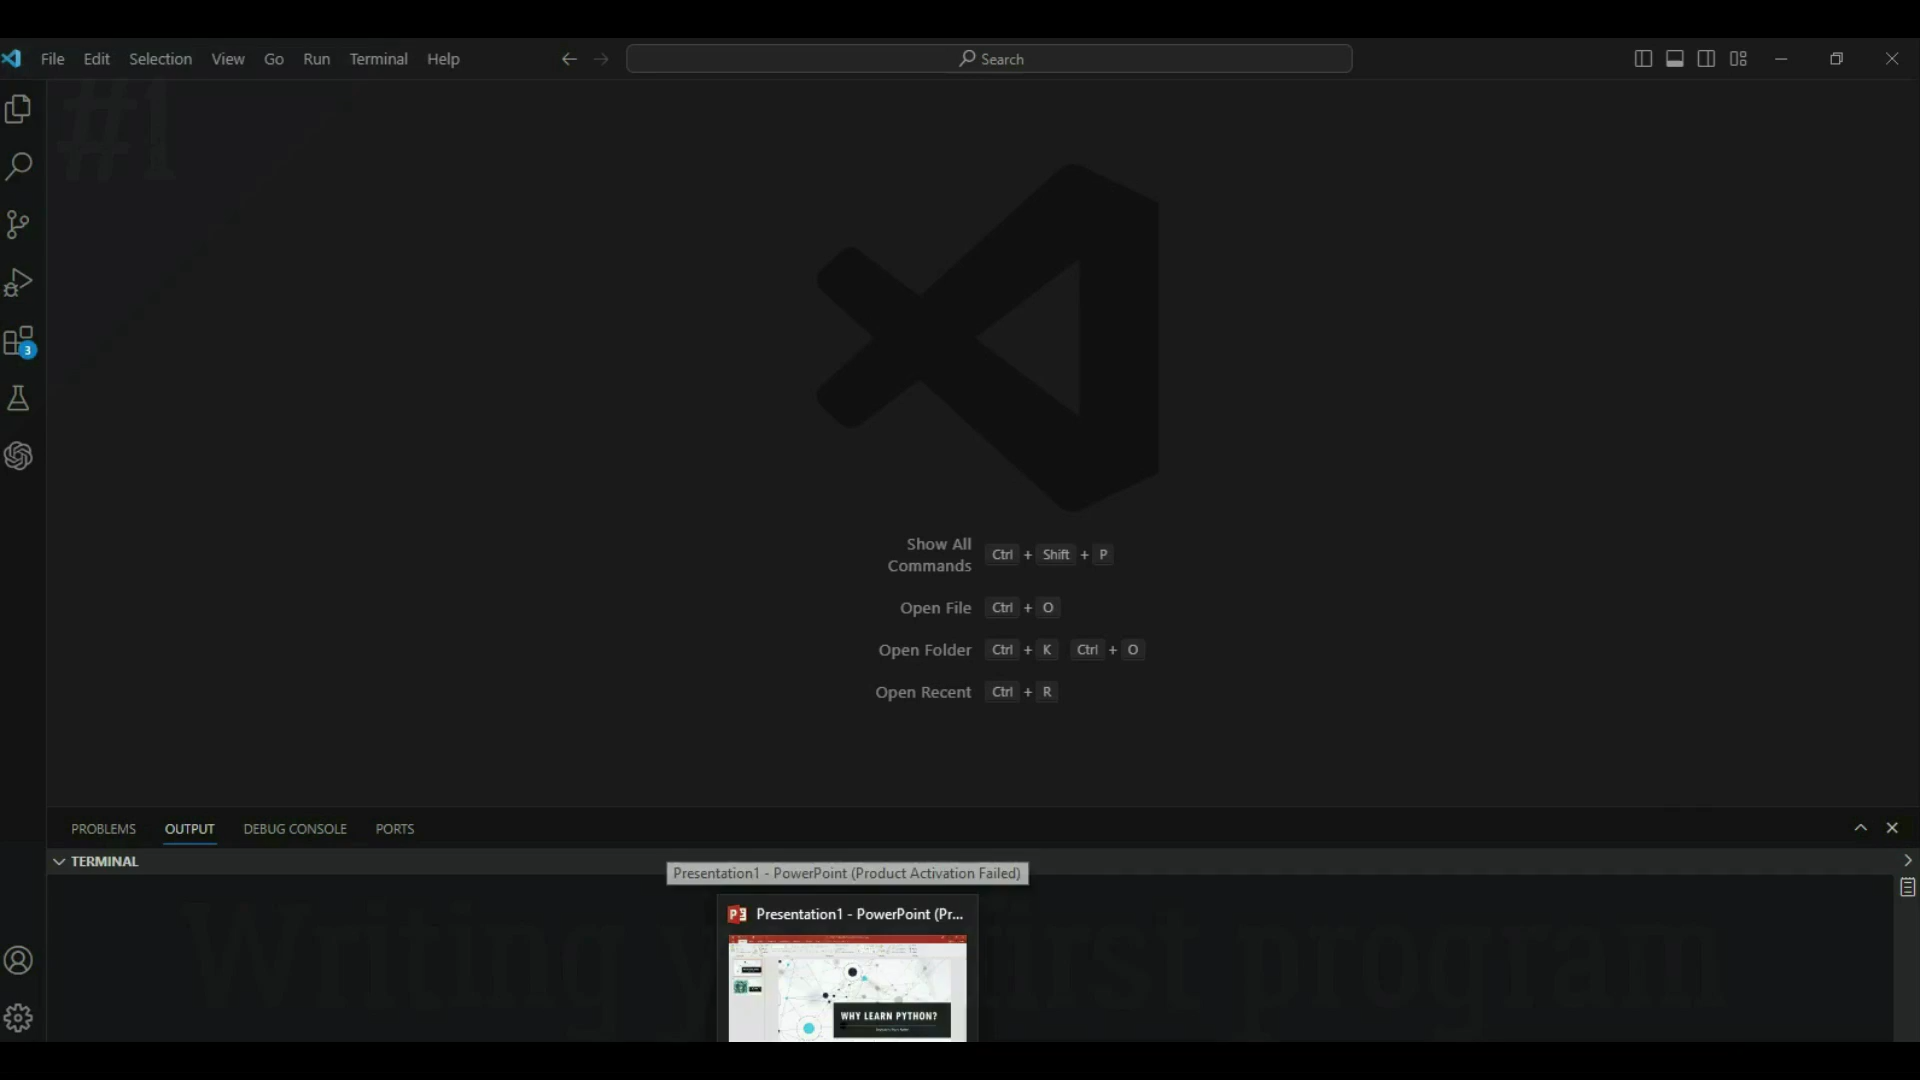 File Edit Selection View Go Run Terminal Help
Search
#1
3
Show All
Commands Ctrl + Shift + P
Open File Ctrl + O
Open Folder Ctrl + K Ctrl + O
Open Recent Ctrl + R
PROBLEMS OUTPUT DEBUG CONSOLE PORTS
TERMINAL
Presentation1 - PowerPoint (Product Activation Failed)
Presentation1 - PowerPoint (Pr...
Writing y first program
WHY LEARN PYTHON?